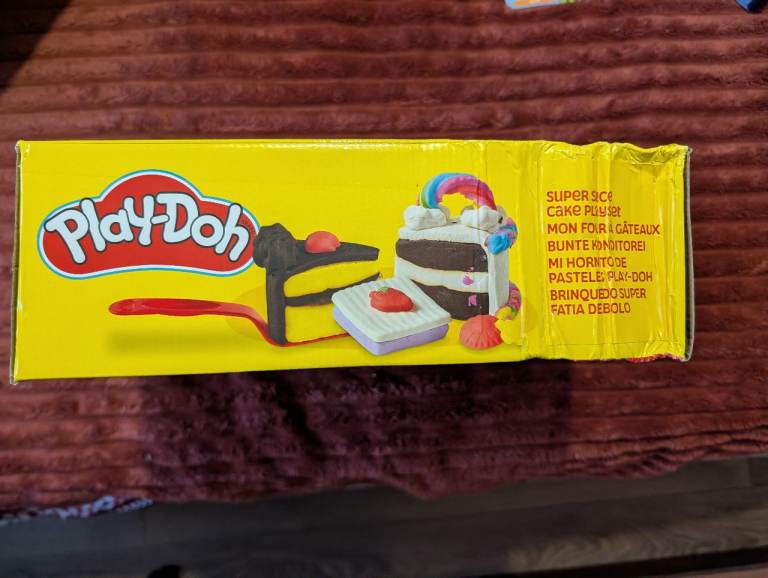 PLAY-DOH
SUPER SLICE
CAKE PLAYSET
MON FOUR À GÂTEAUX
BUNTE KONDITOREI
MI HORNITO DE
PASTELES PLAY-DOH
BRINQUEDO SUPER
FATIA DE BOLO